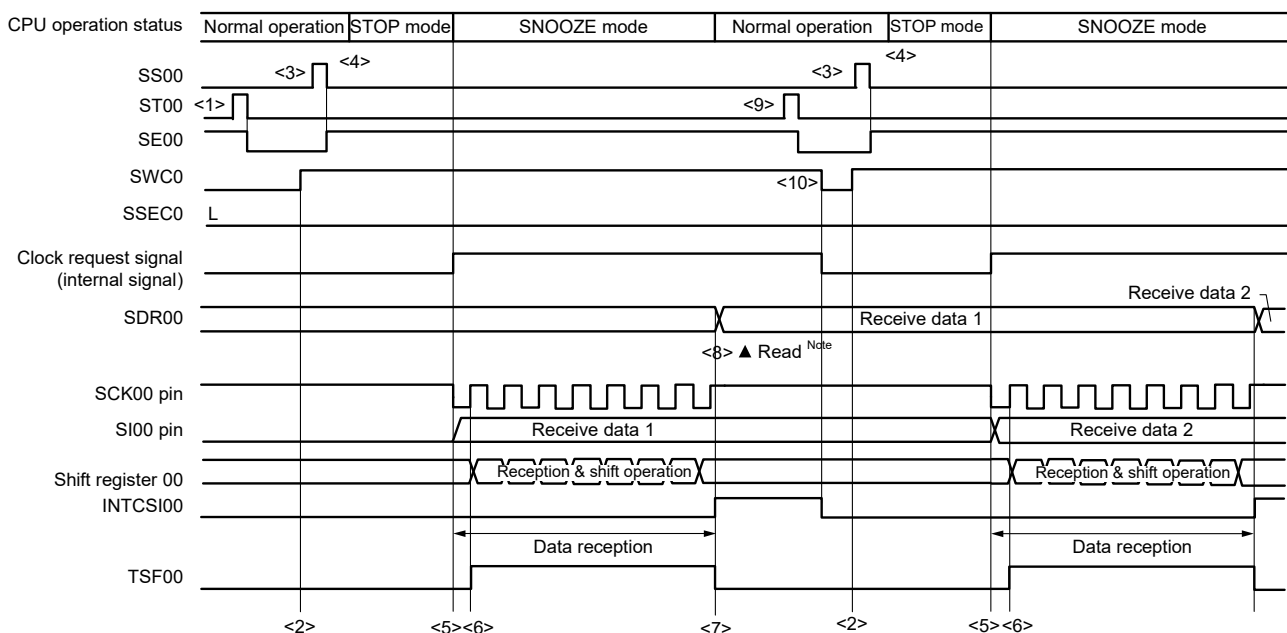 CPU operation status Normal operation STOP mode SNOOZE mode Normal operation STOP mode SNOOZE mode
<3> <4> <3> <4>
SS00
ST00 <1> <9>
SE00
SWC0 <10>
SSEC0 L
Clock request signal
(internal signal)
Receive data 2
SDR00 Receive data 1
<8> ▲ Read Note
SCK00 pin
SI00 pin Receive data 1 Receive data 2
Shift register 00 Reception & shift operation Reception & shift operation
INTCSI00
Data reception Data reception
TSF00
<2> <5><6> <7> <2> <5><6>